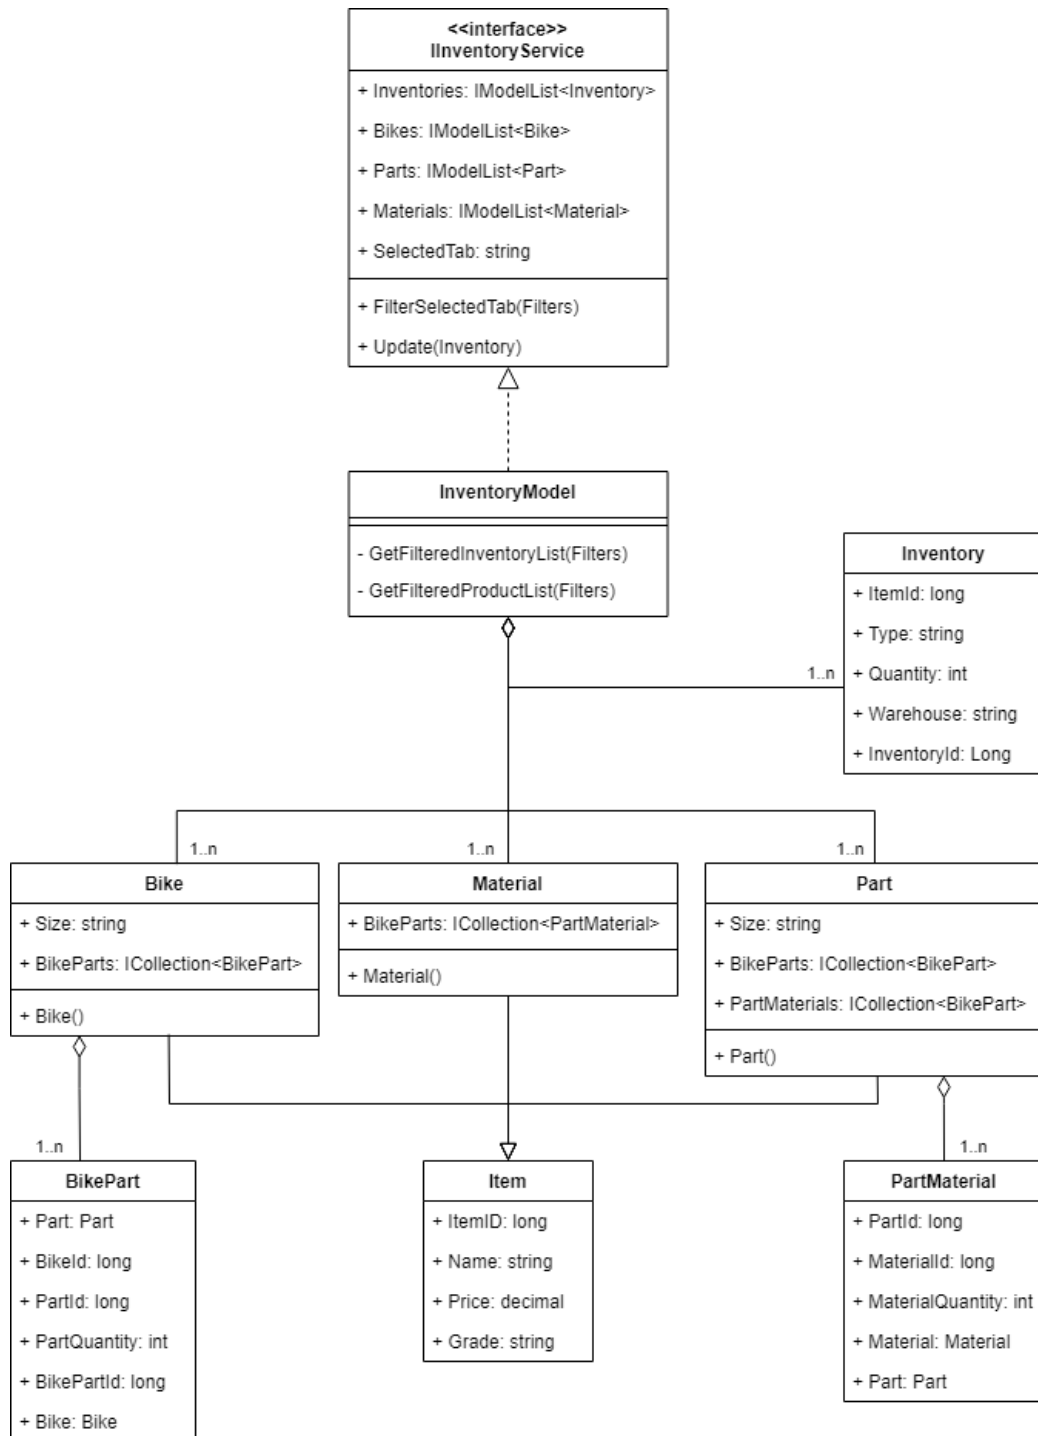 <<interface>>
IInventoryService
+ Inventories: IModelList<Inventory>
+ Bikes: IModelList<Bike>
+ Parts: IModelList<Part>
+ Materials: IModelList<Material>
+ SelectedTab: string
+ FilterSelectedTab(Filters)
+ Update(Inventory)
InventoryModel
- GetFilteredInventoryList(Filters)
- GetFilteredProductList(Filters)
Inventory
+ ItemId: long
+ Type: string
+ Quantity: int
+ Warehouse: string
+ InventoryId: Long
1..n
1..n
1..n
1..n
Bike
+ Size: string
+ BikeParts: ICollection<BikePart>
+ Bike()
Material
+ BikeParts: ICollection<PartMaterial>
+ Material()
Part
+ Size: string
+ BikeParts: ICollection<BikePart>
+ PartMaterials: ICollection<BikePart>
+ Part()
1..n
1..n
BikePart
+ Part: Part
+ BikeId: long
+ PartId: long
+ PartQuantity: int
+ BikePartId: long
+ Bike: Bike
Item
+ ItemID: long
+ Name: string
+ Price: decimal
+ Grade: string
PartMaterial
+ PartId: long
+ MaterialId: long
+ MaterialQuantity: int
+ Material: Material
+ Part: Part